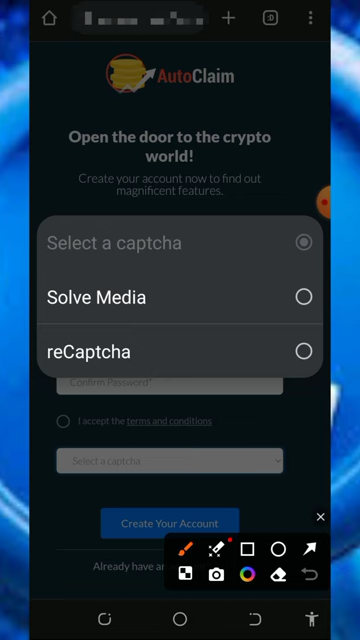 :D
AutoClaim
Open the door to the crypto
world!
Create your account now to find out
magnificent features.
Select a captcha
Solve Media
reCaptcha
Confirm Password*
I accept the terms and conditions
Select a captcha
Create Your Account
Already have an